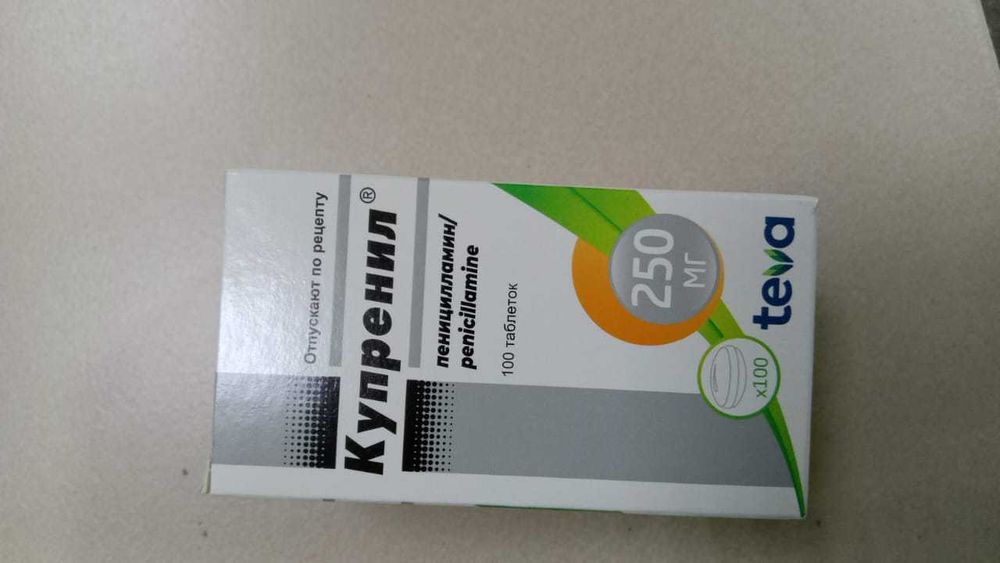 Отпускают по рецепту
Купренил®
пеницилламин/
penicillamine
100 таблеток
250
мг
x100
teva